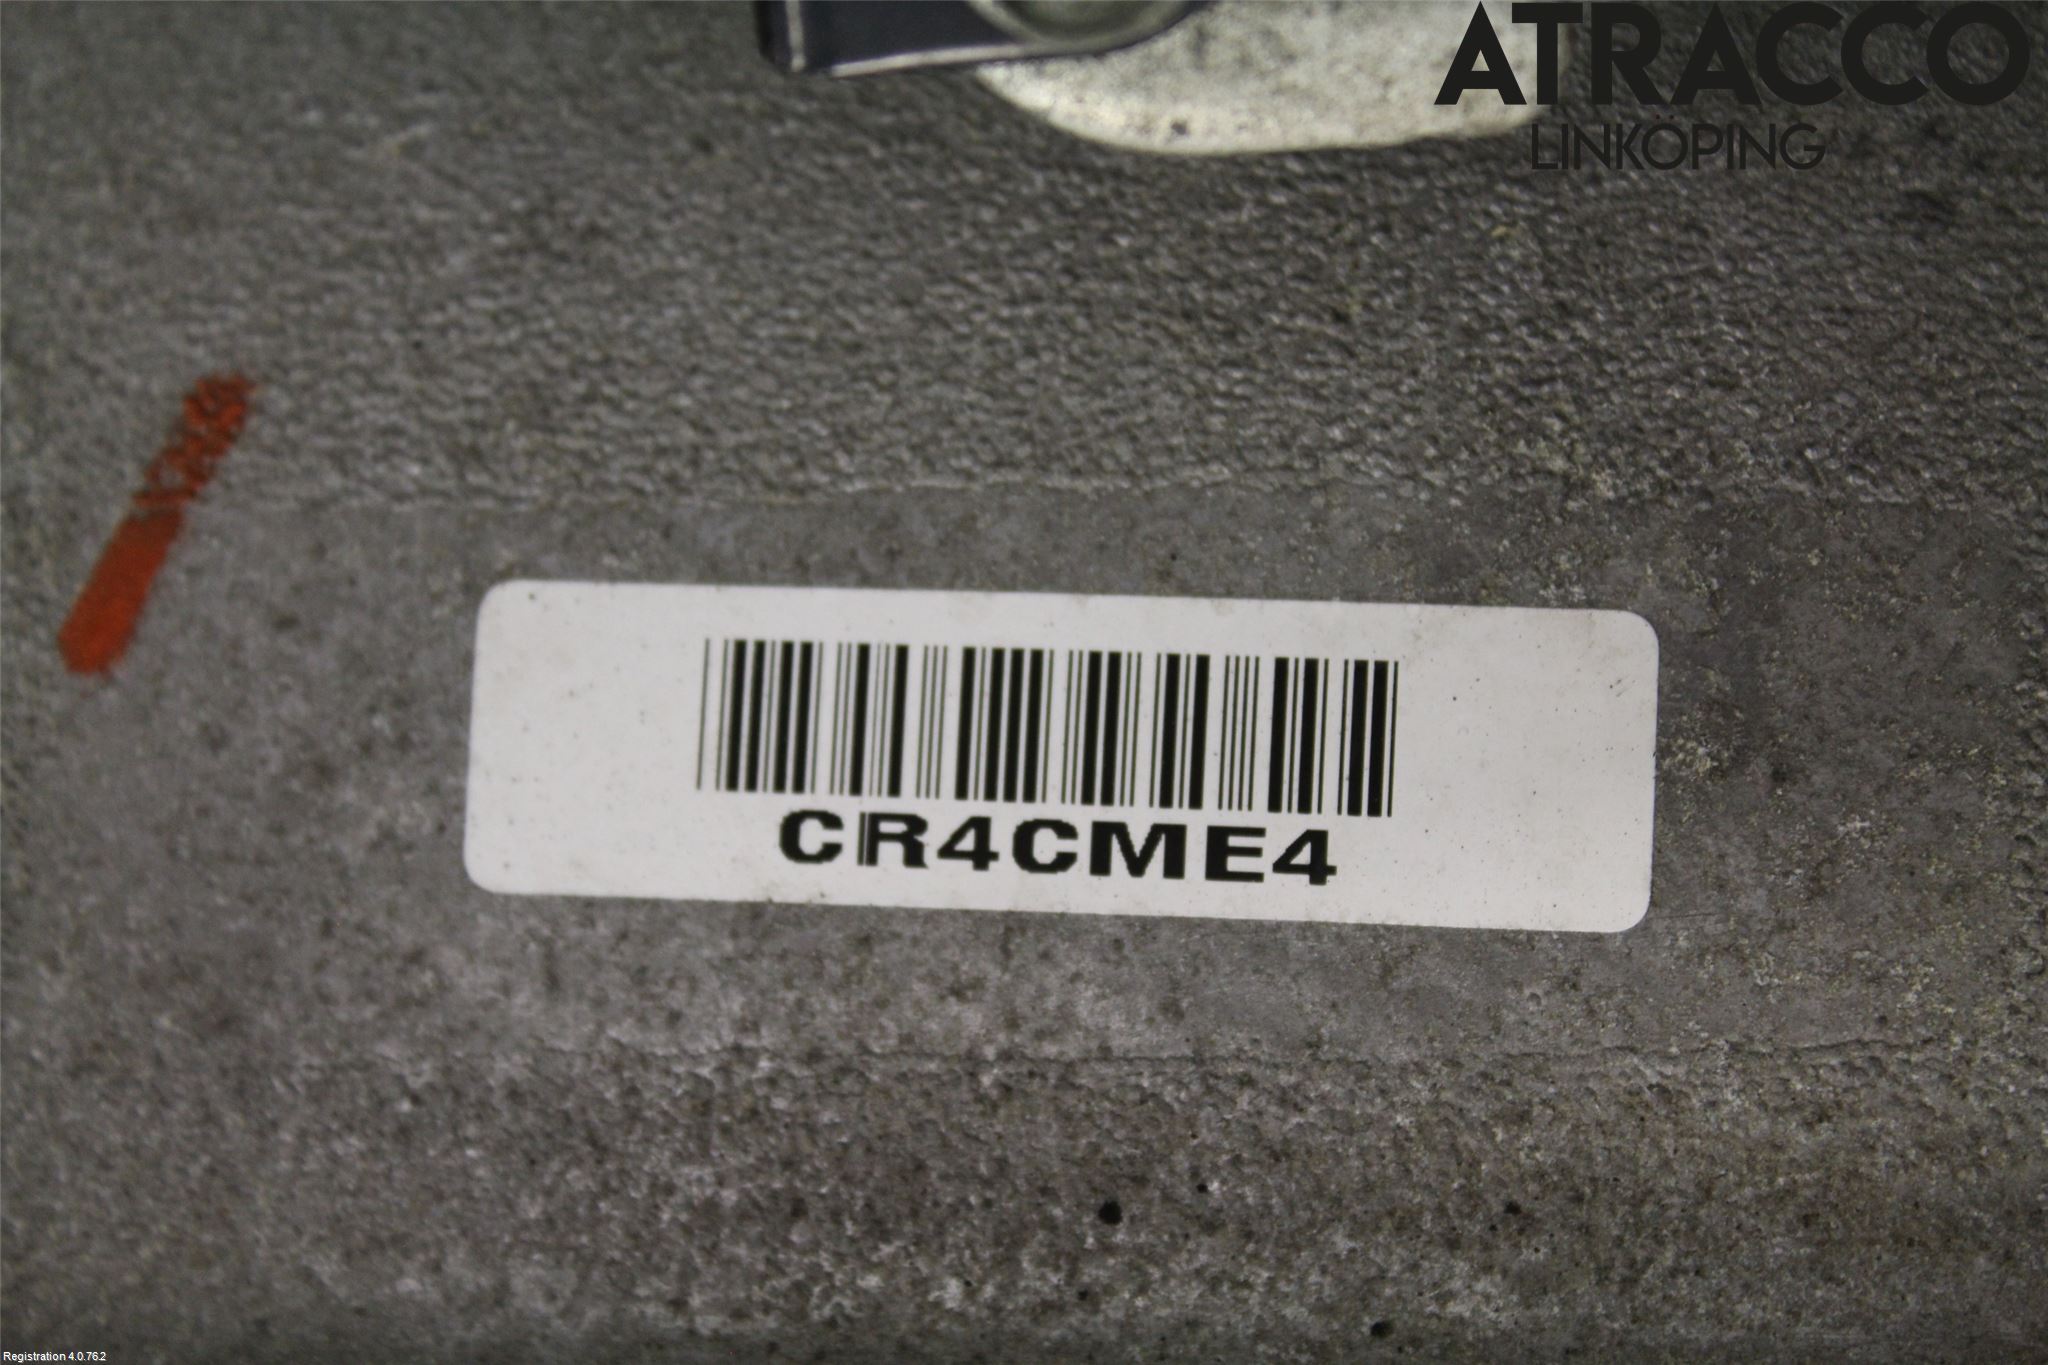 ATRACCO
LINKÖPING
CR4CME4
Registration 4.0.76.2